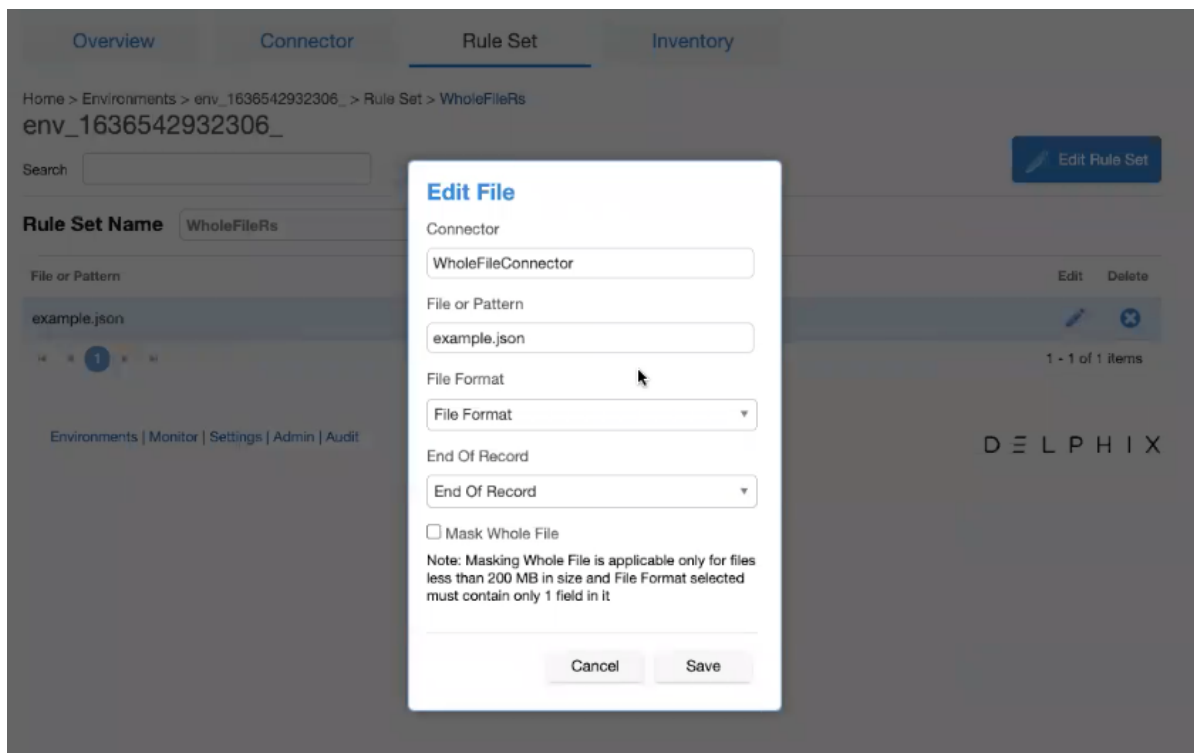 Overview Connector Rule Set Inventory
Home > Environments > env_1636542932306_ > Rule Set > WholeFileRs
env_1636542932306_
Search
Edit Rule Set
Rule Set Name WholeFileRs
File or Pattern Edit Delete
example.json
1
1 - 1 of 1 items
Environments | Monitor | Settings | Admin | Audit
DELPHIX
Edit File
Connector
WholeFileConnector
File or Pattern
example.json
File Format
File Format
End Of Record
End Of Record
Mask Whole File
Note: Masking Whole File is applicable only for files
less than 200 MB in size and File Format selected
must contain only 1 field in it
Cancel Save